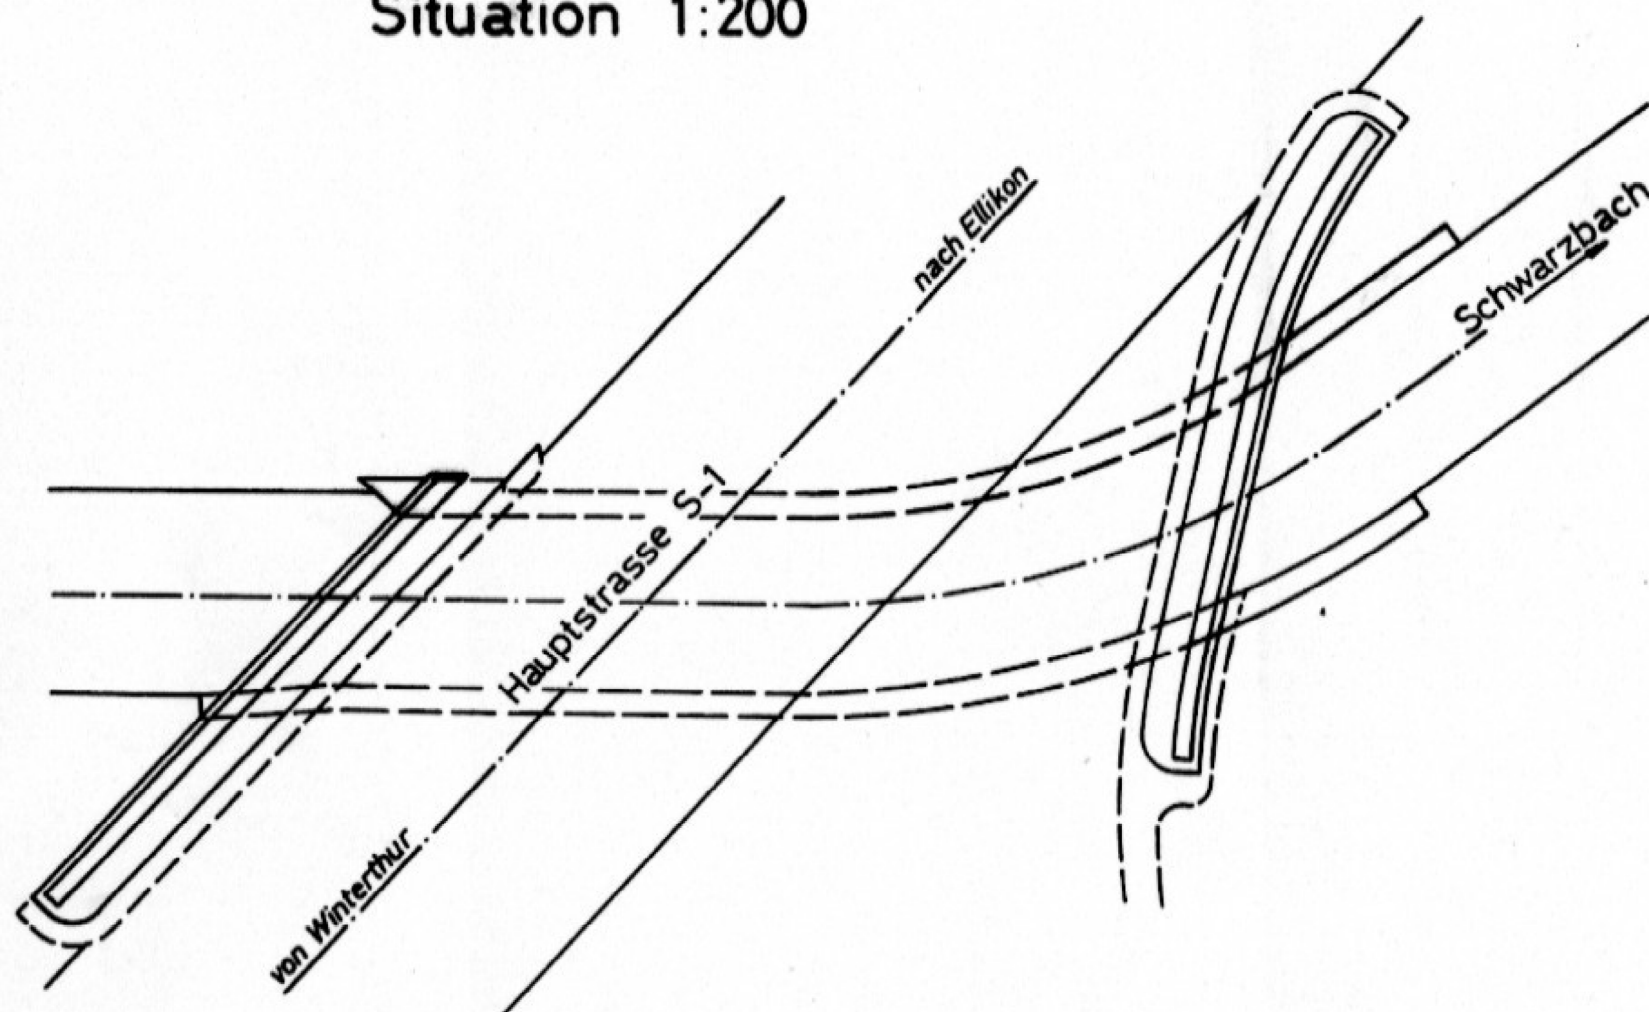 Situation 1:200
nach Ellikon
Schwarzbach
Hauptstrasse S-1
von Winterthur